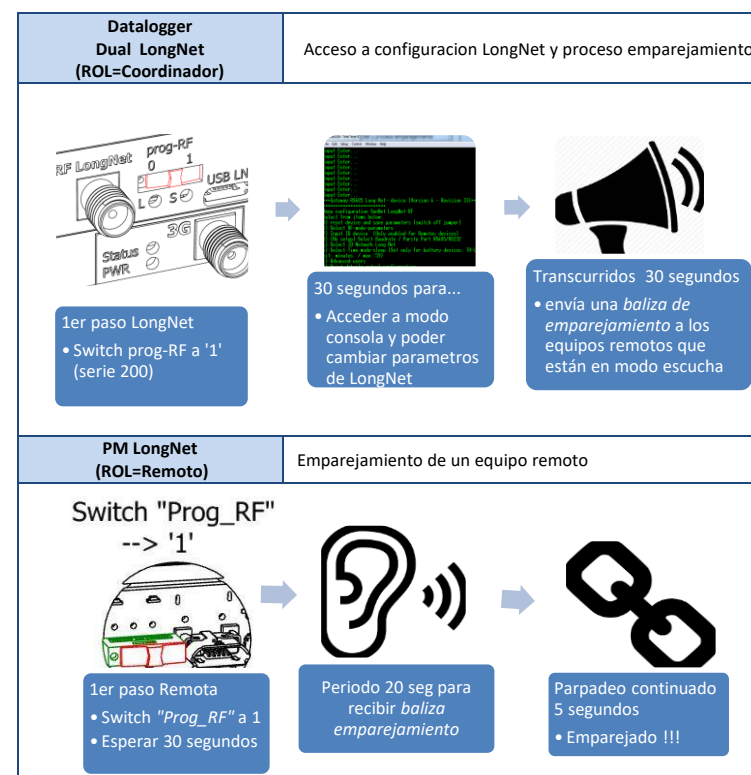 Datalogger
Dual LongNet
(ROL=Coordinador)
Acceso a configuracion LongNet y proceso emparejamiento
RF LongNet
prog-RF
0 1
USB LN
L S
3G
Status
PWR
1er paso LongNet
• Switch prog-RF a '1'
(serie 200)
30 segundos para...
• Acceder a modo
consola y poder
cambiar parametros
de LongNet
Transcurridos 30 segundos
• envía una baliza de
emparejamiento a los
equipos remotos que
están en modo escucha
PM LongNet
(ROL=Remoto)
Emparejamiento de un equipo remoto
Switch "Prog_RF"
--> '1'
1er paso Remota
• Switch "Prog_RF" a 1
• Esperar 30 segundos
Periodo 20 seg para
recibir baliza
emparejamiento
Parpadeo continuado
5 segundos
• Emparejado !!!